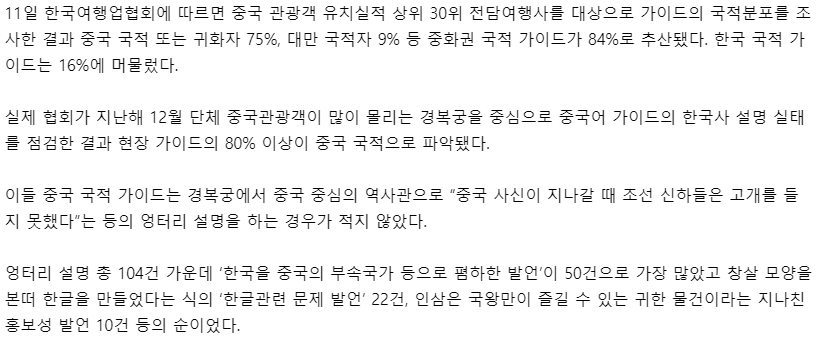 11일 한국여행업협회에 따르면 중국 관광객 유치실적 상위 30위 전담여행사를 대상으로 가이드의 국적분포를 조
사한 결과 중국 국적 또는 귀화자 75%, 대만 국적자 9% 등 중화권 국적 가이드가 84%로 추산됐다. 한국 국적 가
이드는 16%에 머물렀다.
실제 협회가 지난해 12월 단체 중국관광객이 많이 몰리는 경복궁을 중심으로 중국어 가이드의 한국사 설명 실태
를 점검한 결과 현장 가이드의 80% 이상이 중국 국적으로 파악됐다.
이들 중국 국적 가이드는 경복궁에서 중국 중심의 역사관으로 “중국 사신이 지나갈 때 조선 신하들은 고개를 들
지 못했다”는 등의 엉터리 설명을 하는 경우가 적지 않았다.
엉터리 설명 총 104건 가운데 ‘한국을 중국의 부속국가 등으로 폄하한 발언’이 50건으로 가장 많았고 창살 모양을
본떠 한글을 만들었다는 식의 ‘한글관련 문제 발언’ 22건, 인삼은 국왕만이 즐길 수 있는 귀한 물건이라는 지나친
홍보성 발언 10건 등의 순이었다.